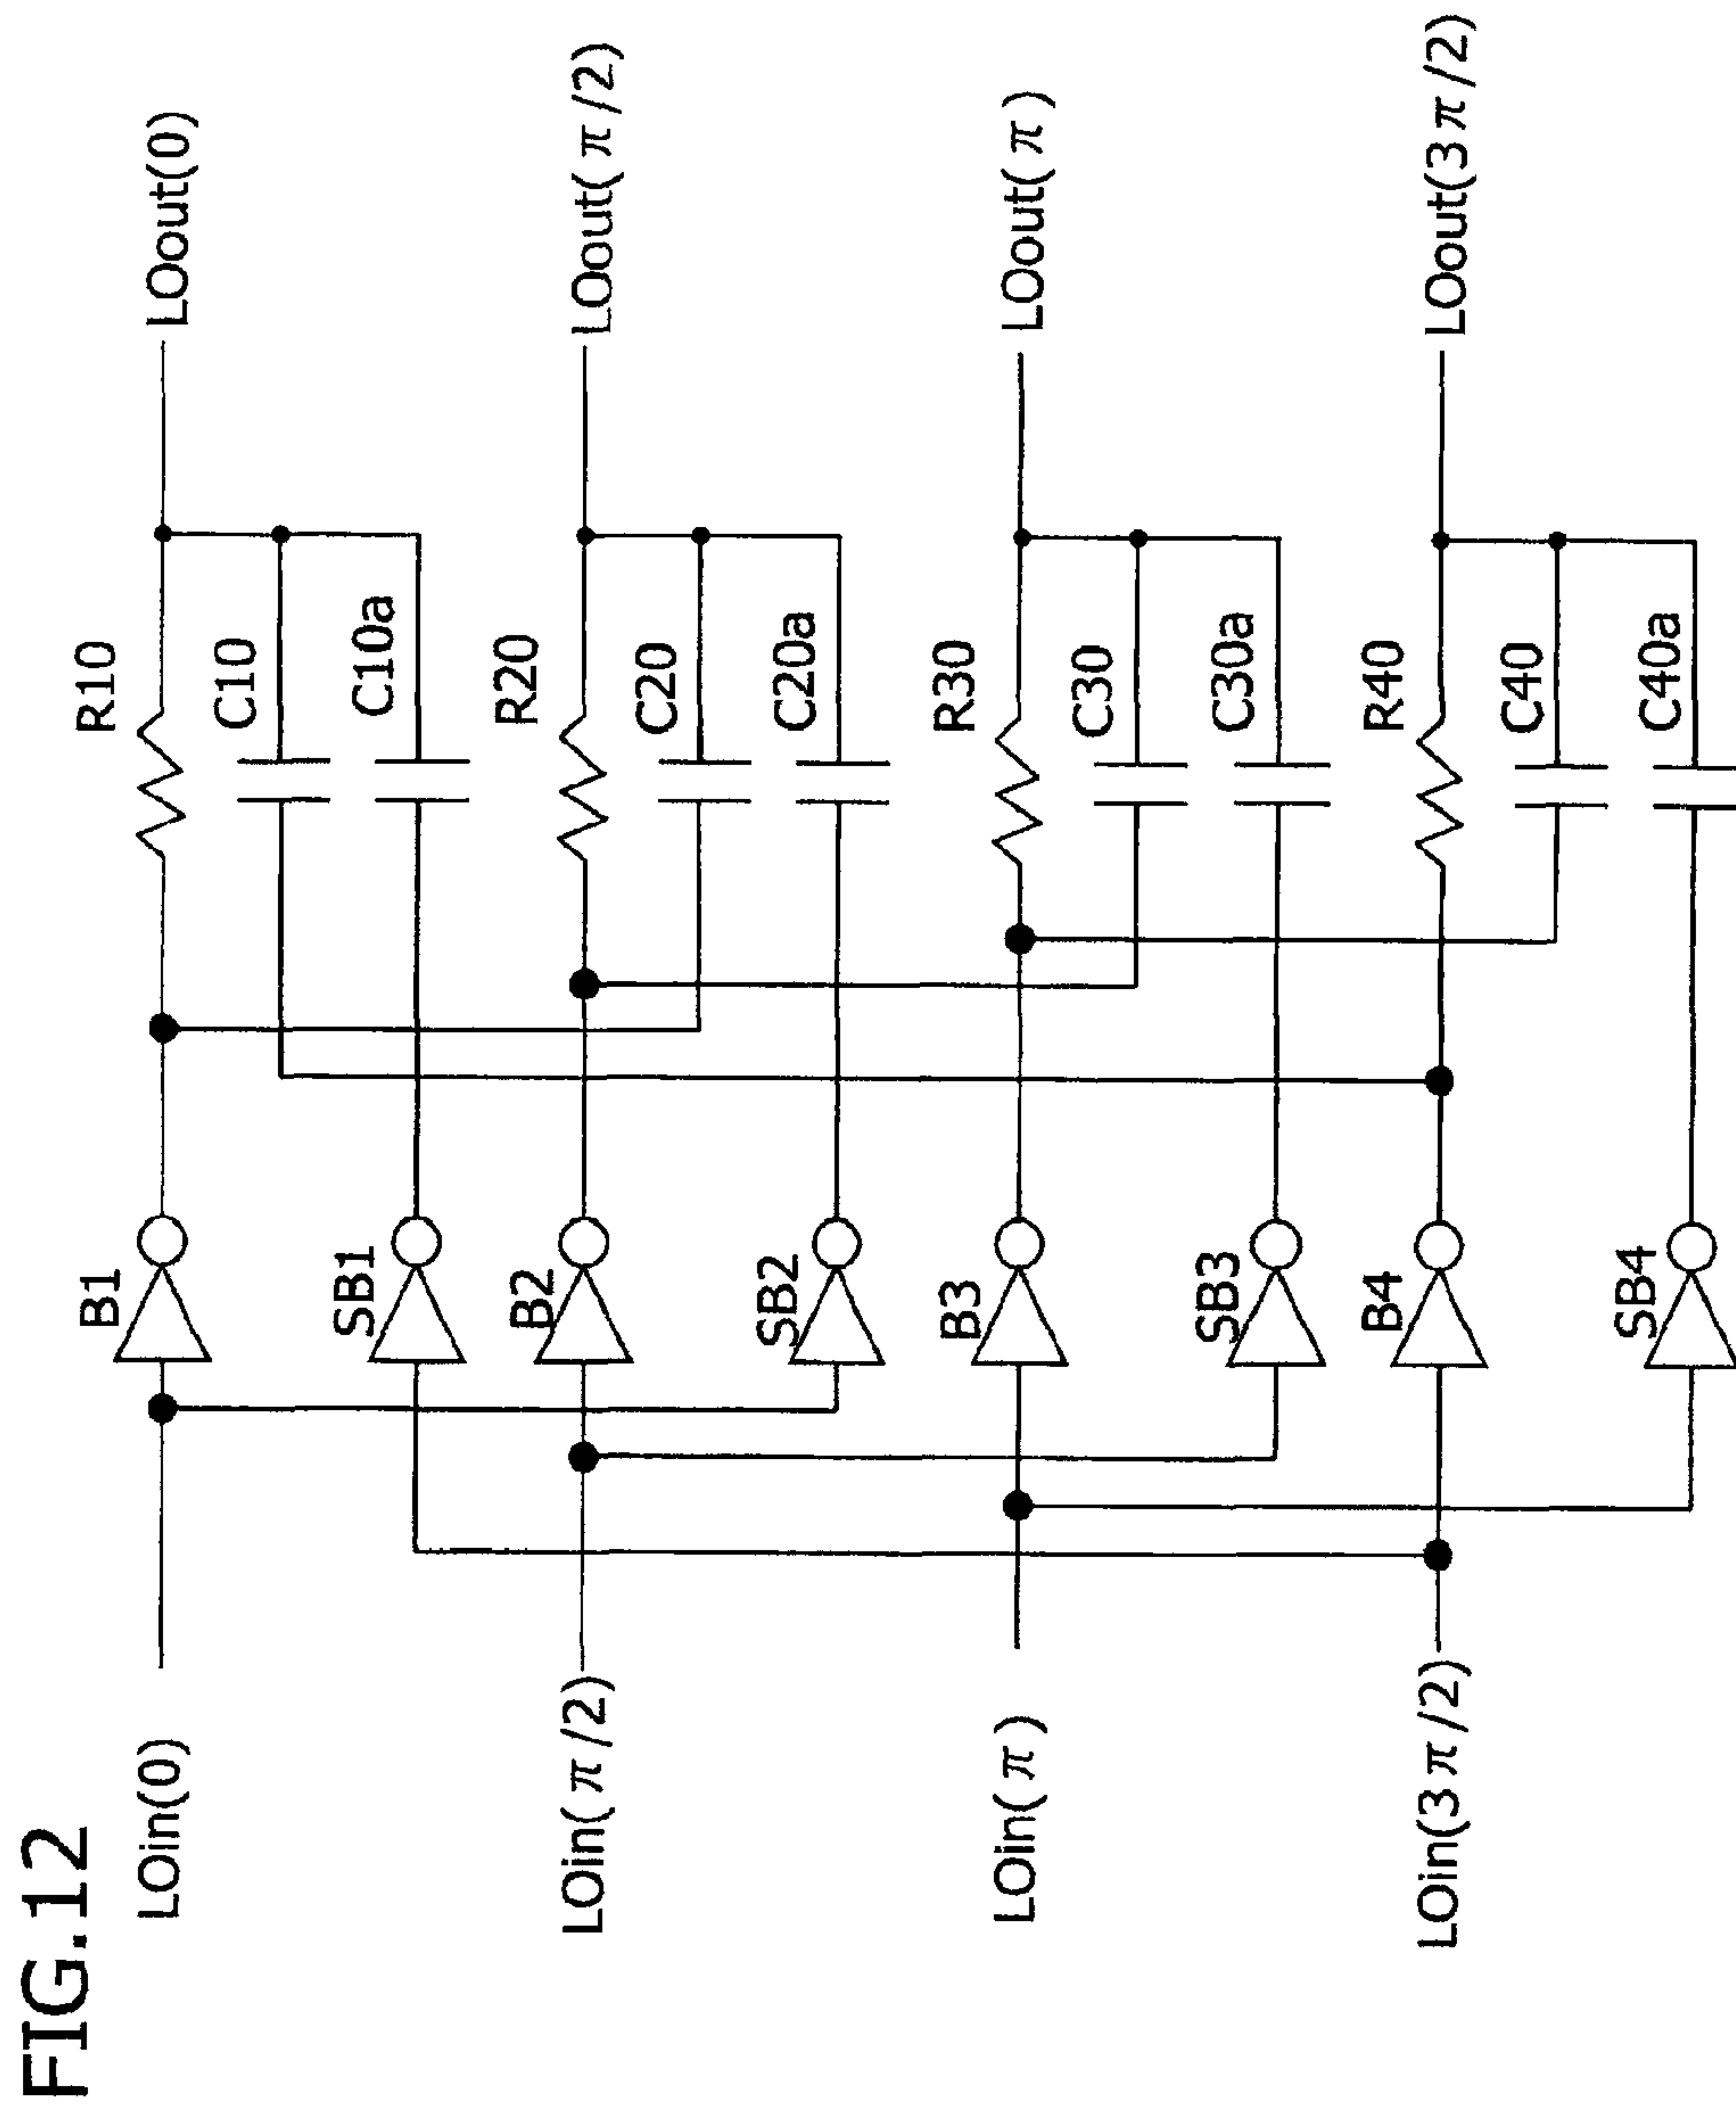 FIG.12
LOin(0)
B1
R10
LOout(0)
C10
SB1
C10a
LOin(π/2)
B2
R20
LOout(π/2)
C20
SB2
C20a
LOin(π)
B3
R30
LOout(π)
C30
SB3
C30a
LOin(3π/2)
B4
R40
LOout(3π/2)
C40
SB4
C40a